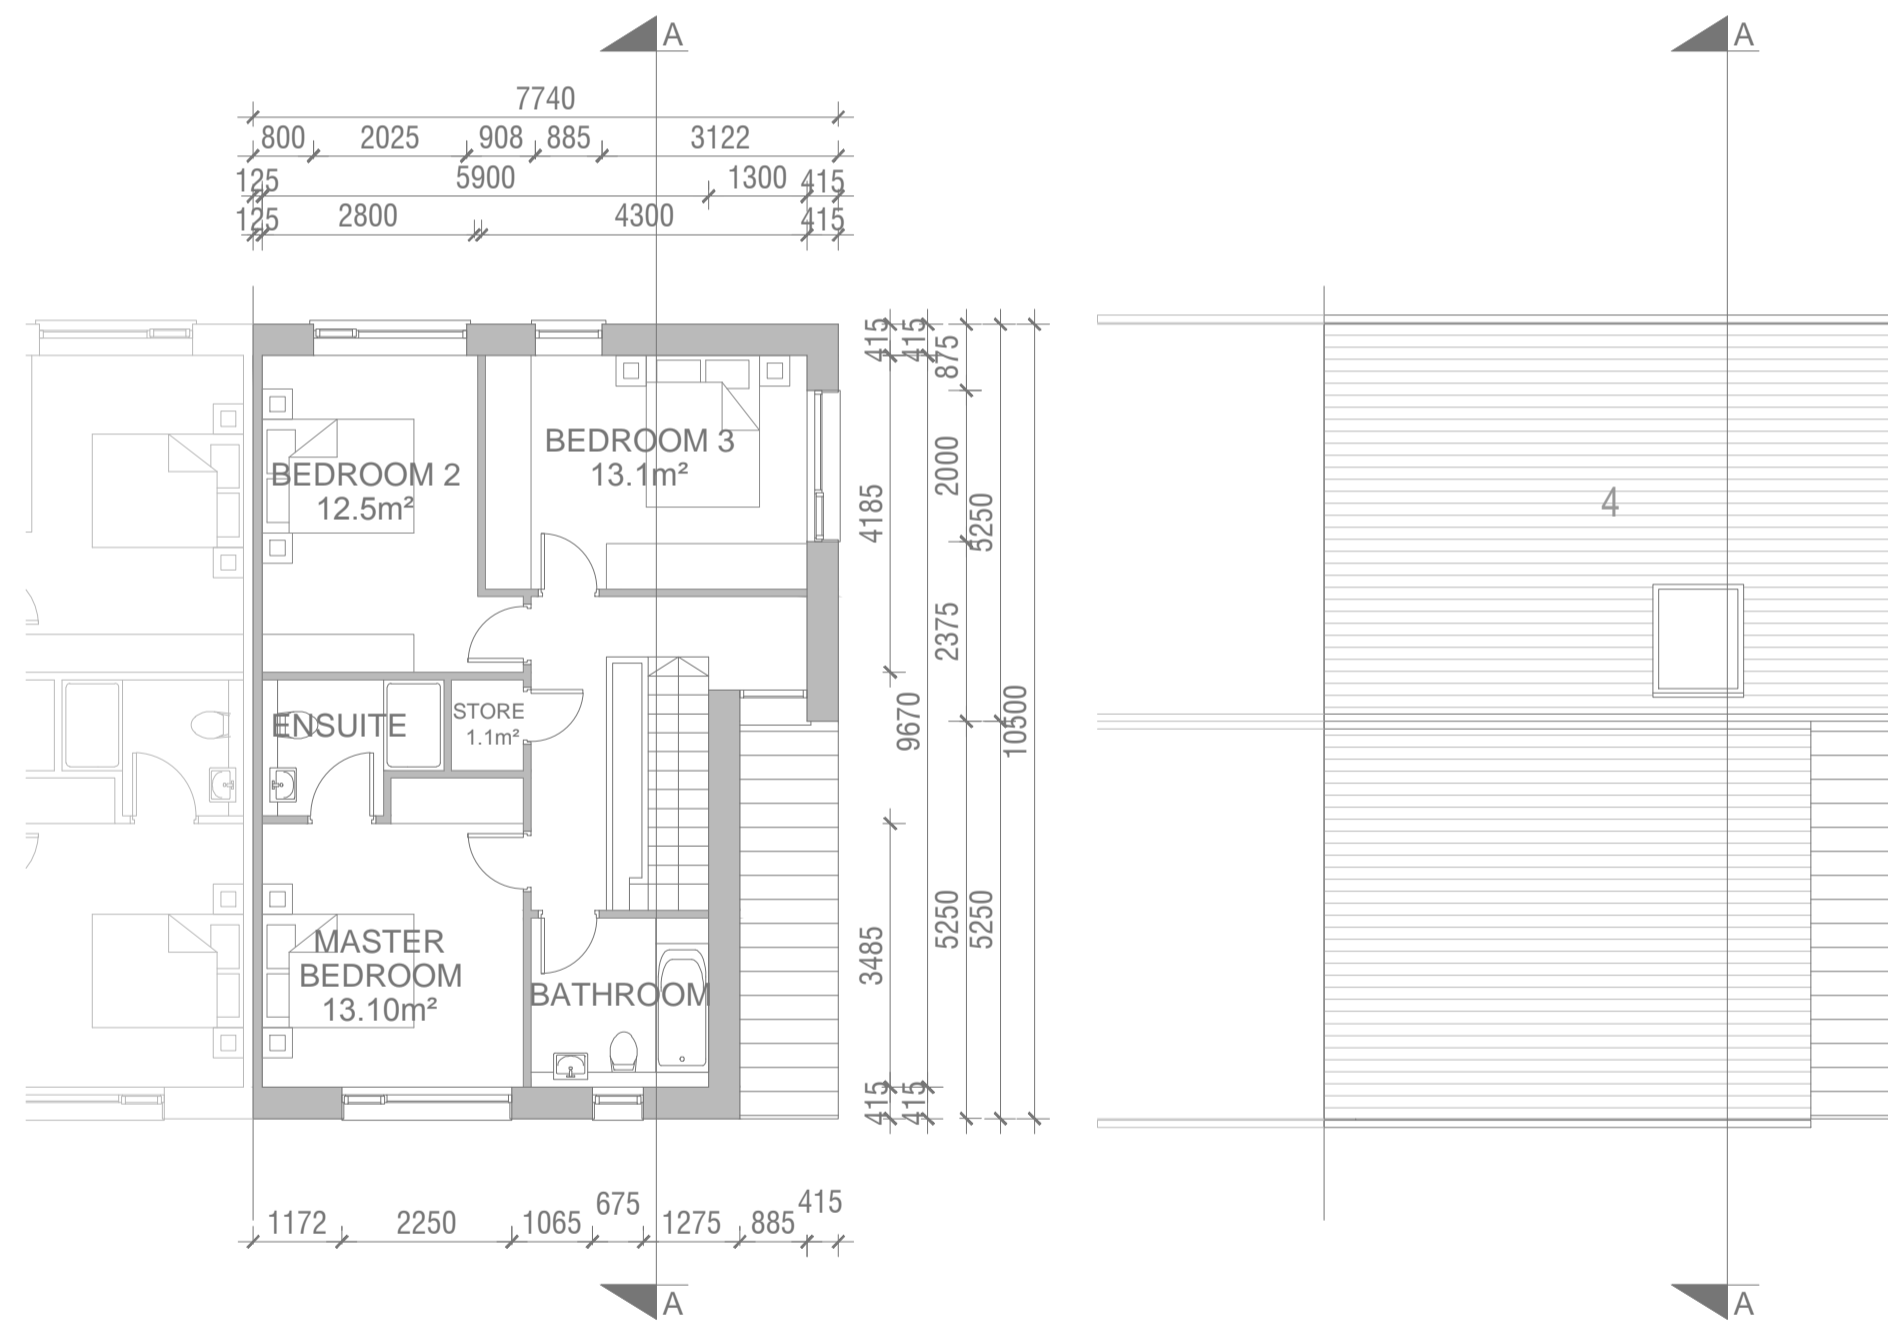 A
A
7740
800 2025 908 885 3122
125 5900 1300 415
125 2800 4300 415
415 415 875
BEDROOM 3
13.1m²
BEDROOM 2
12.5m²
4185 2000 5250
4
2375
ENSUITE
STORE
1.1m²
9670 10500
MASTER
BEDROOM
13.10m²
3485 5250 5250
BATHROOM
415 415
1172 2250 1065 675 1275 885 415
A
A